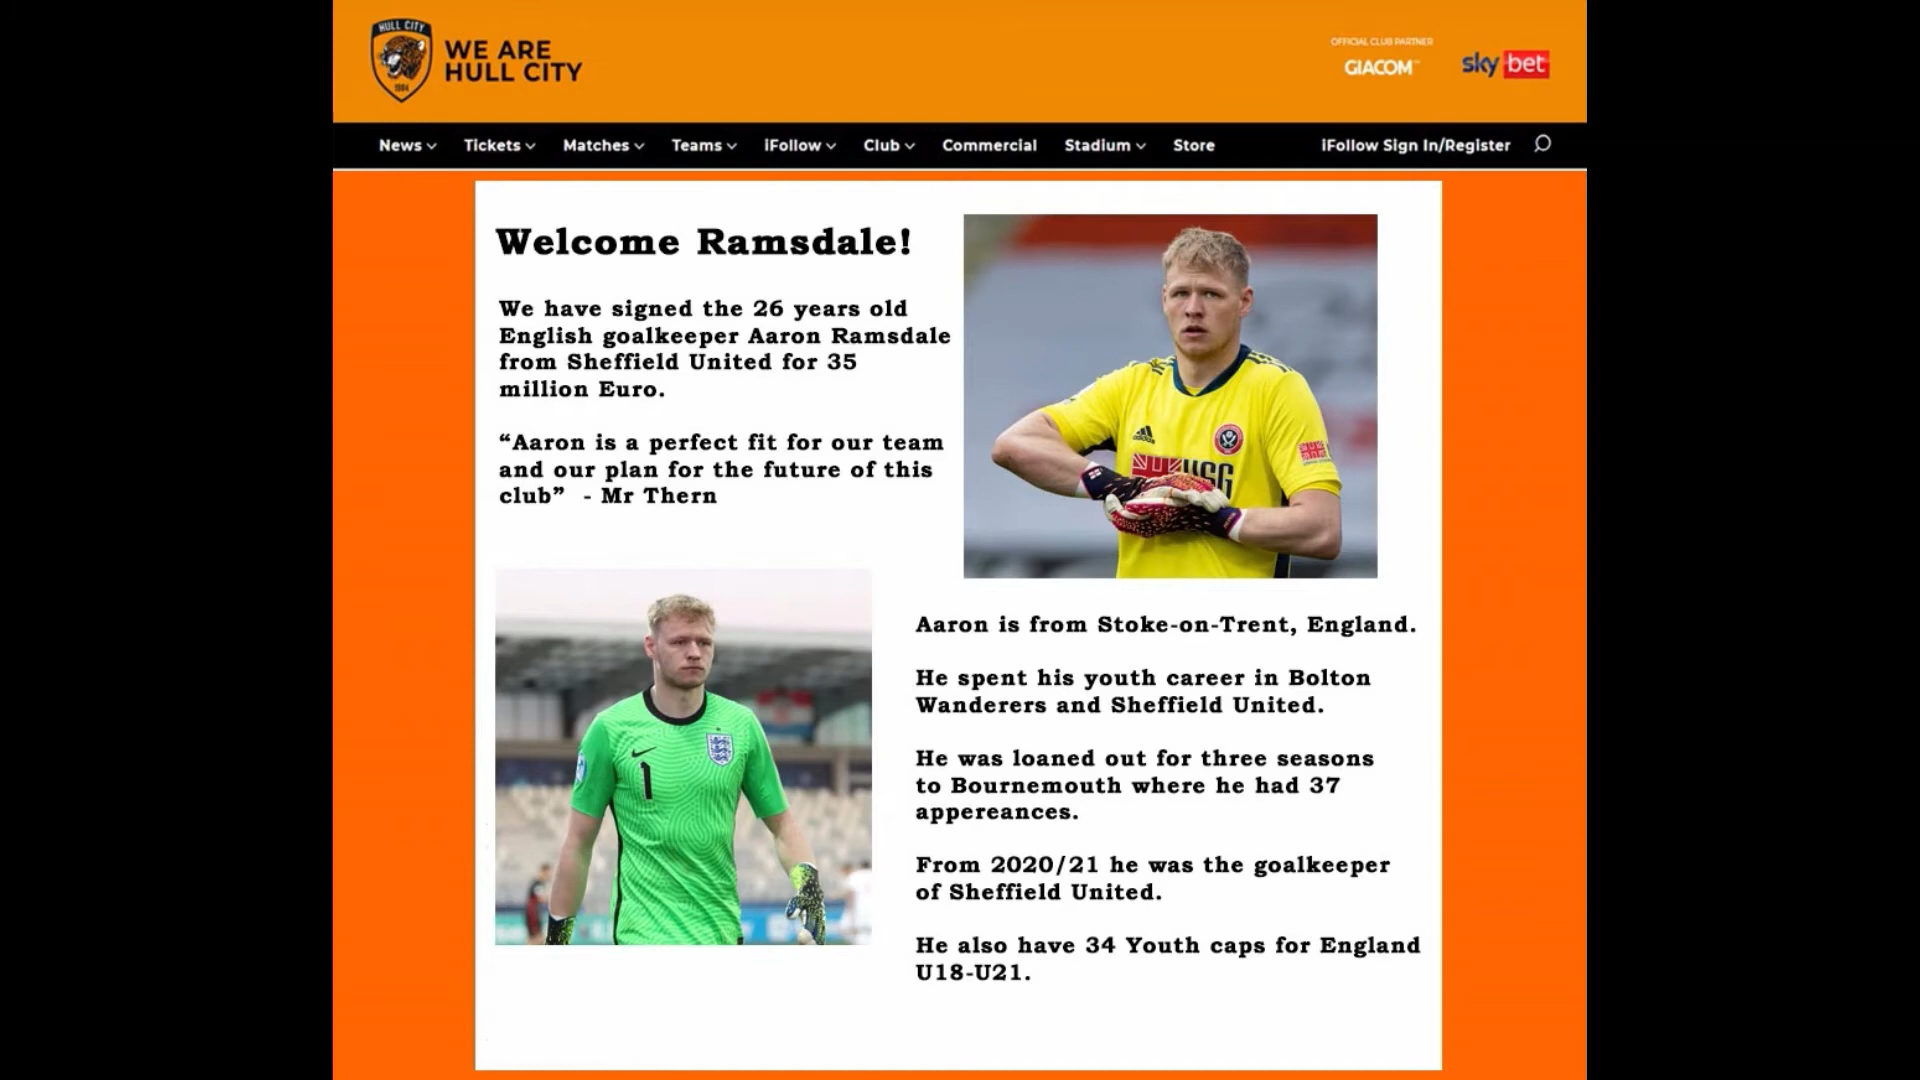 HULL CITY
1904
WE ARE
HULL CITY
OFFICIAL CLUB PARTNER
GIACOM™
sky bet
News Tickets Matches Teams iFollow Club Commercial Stadium Store iFollow Sign In/Register
Welcome Ramsdale!
We have signed the 26 years old
English goalkeeper Aaron Ramsdale
from Sheffield United for 35
million Euro.
“Aaron is a perfect fit for our team
and our plan for the future of this
club” - Mr Thern
adidas
USG
1
Aaron is from Stoke-on-Trent, England.
He spent his youth career in Bolton
Wanderers and Sheffield United.
He was loaned out for three seasons
to Bournemouth where he had 37
appereances.
From 2020/21 he was the goalkeeper
of Sheffield United.
He also have 34 Youth caps for England
U18-U21.